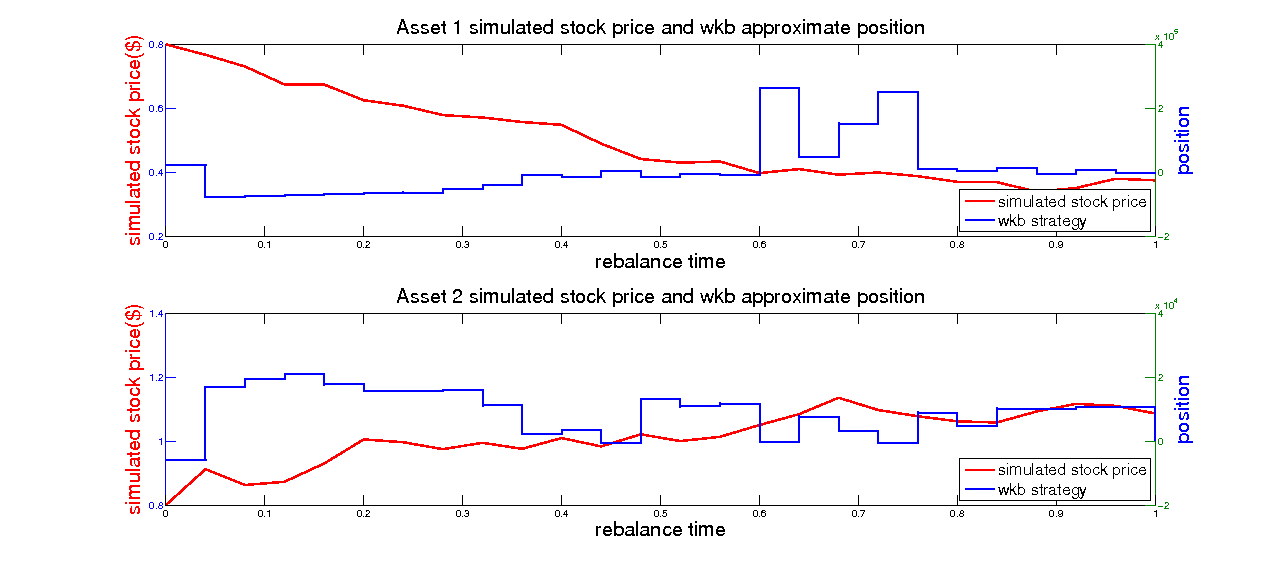 Asset 1 simulated stock price and wkb approximate position
simulated stock price($)
0.8
0.6
0.4
0.2
4
2
0
-2
position
simulated stock price
wkb strategy
0 0.1 0.2 0.3 0.4 0.5 0.6 0.7 0.8 0.9 1
rebalance time
Asset 2 simulated stock price and wkb approximate position
x 10^4
simulated stock price($)
1.4
1.2
1
0.8
4
2
0
-2
position
simulated stock price
wkb strategy
0 0.1 0.2 0.3 0.4 0.5 0.6 0.7 0.8 0.9 1
rebalance time